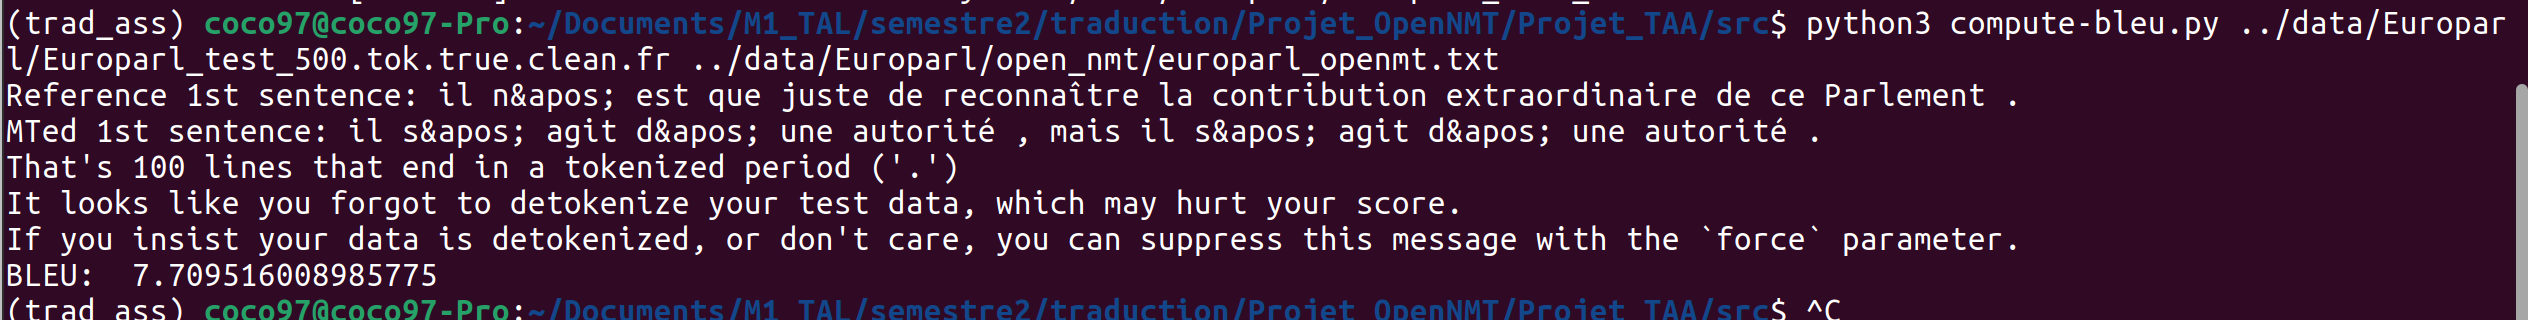 (trad_ass) coco97@coco97-Pro:~/Documents/M1_TAL/semestre2/traduction/Projet_OpenNMT/Projet_TAA/src$ python3 compute-bleu.py ../data/Europar
l/Europarl_test_500.tok.true.clean.fr ../data/Europarl/open_nmt/europarl_openmt.txt
Reference 1st sentence: il n&apos; est que juste de reconnaître la contribution extraordinaire de ce Parlement .
MTed 1st sentence: il s&apos; agit d&apos; une autorité , mais il s&apos; agit d&apos; une autorité .
That's 100 lines that end in a tokenized period ('.')
It looks like you forgot to detokenize your test data, which may hurt your score.
If you insist your data is detokenized, or don't care, you can suppress this message with the `force` parameter.
BLEU:  7.709516008985775
(trad_ass) coco97@coco97-Pro:~/Documents/M1_TAL/semestre2/traduction/Projet_OpenNMT/Projet_TAA/src$ ^C